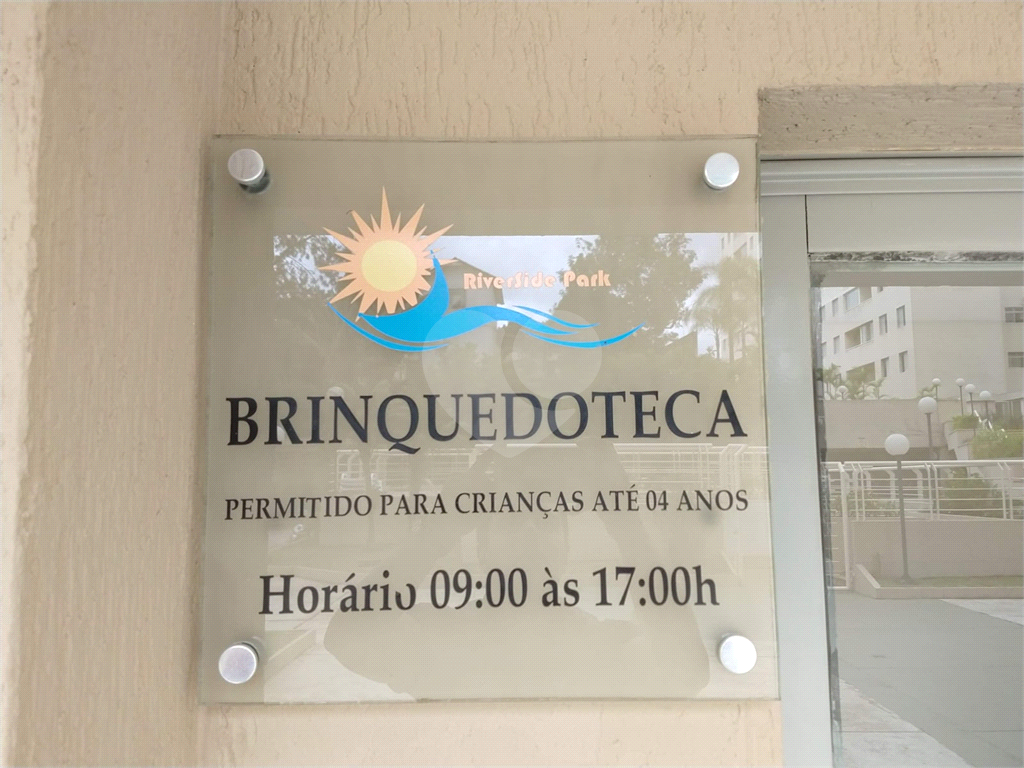 RiverSide Park
BRINQUEDOTECA
PERMITIDO PARA CRIANÇAS ATÉ 04 ANOS
Horário 09:00 às 17:00h